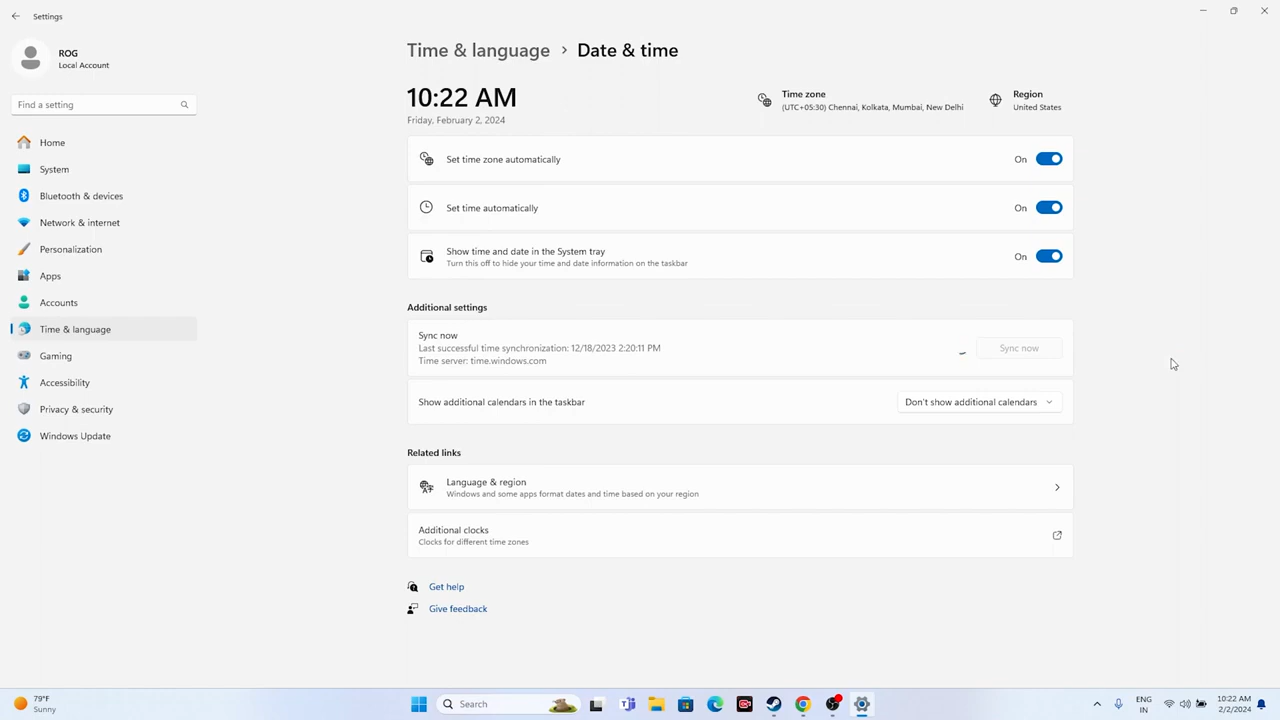 Settings
ROG
Local Account
Find a setting
Home
System
Bluetooth & devices
Network & internet
Personalization
Apps
Accounts
Time & language
Gaming
Accessibility
Privacy & security
Windows Update
Time & language > Date & time
10:22 AM
Friday, February 2, 2024
Time zone
(UTC+05:30) Chennai, Kolkata, Mumbai, New Delhi
Region
United States
Set time zone automatically
On
Set time automatically
On
Show time and date in the System tray
Turn this off to hide your time and date information on the taskbar
On
Additional settings
Sync now
Last successful time synchronization: 12/18/2023 2:20:11 PM
Time server: time.windows.com
Sync now
Show additional calendars in the taskbar
Don't show additional calendars
Related links
Language & region
Windows and some apps format dates and time based on your region
Additional clocks
Clocks for different time zones
Get help
Give feedback
79°F
Sunny
Search
ENG
IN
10:22 AM
2/2/2024